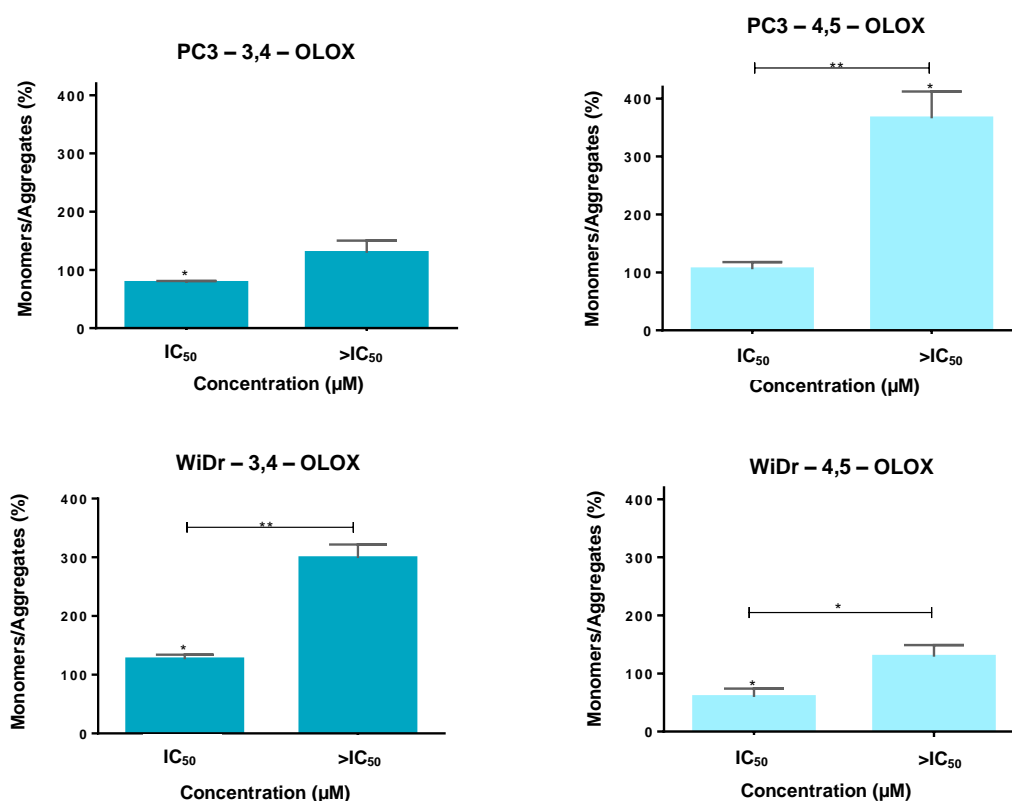 PC3 – 3,4 – OLOX
Monomers/Aggregates (%)
400
300
200
100
0
*
IC₅₀
>IC₅₀
Concentration (µM)
PC3 – 4,5 – OLOX
Monomers/Aggregates (%)
400
300
200
100
0
**
*
IC₅₀
>IC₅₀
Concentration (µM)
WiDr – 3,4 – OLOX
Monomers/Aggregates (%)
400
300
200
100
0
**
*
IC₅₀
>IC₅₀
Concentration (µM)
WiDr – 4,5 – OLOX
Monomers/Aggregates (%)
400
300
200
100
0
*
*
IC₅₀
>IC₅₀
Concentration (µM)